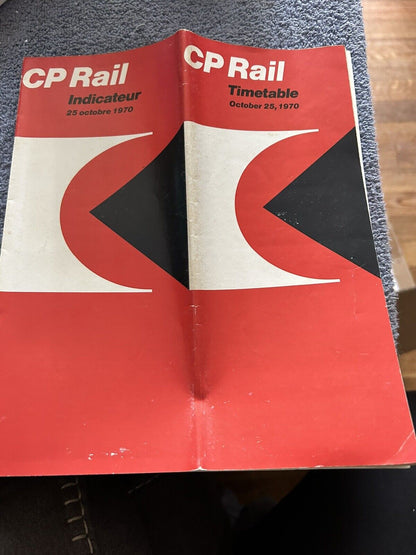 CP Rail
Indicateur
25 octobre 1970
CP Rail
Timetable
October 25, 1970